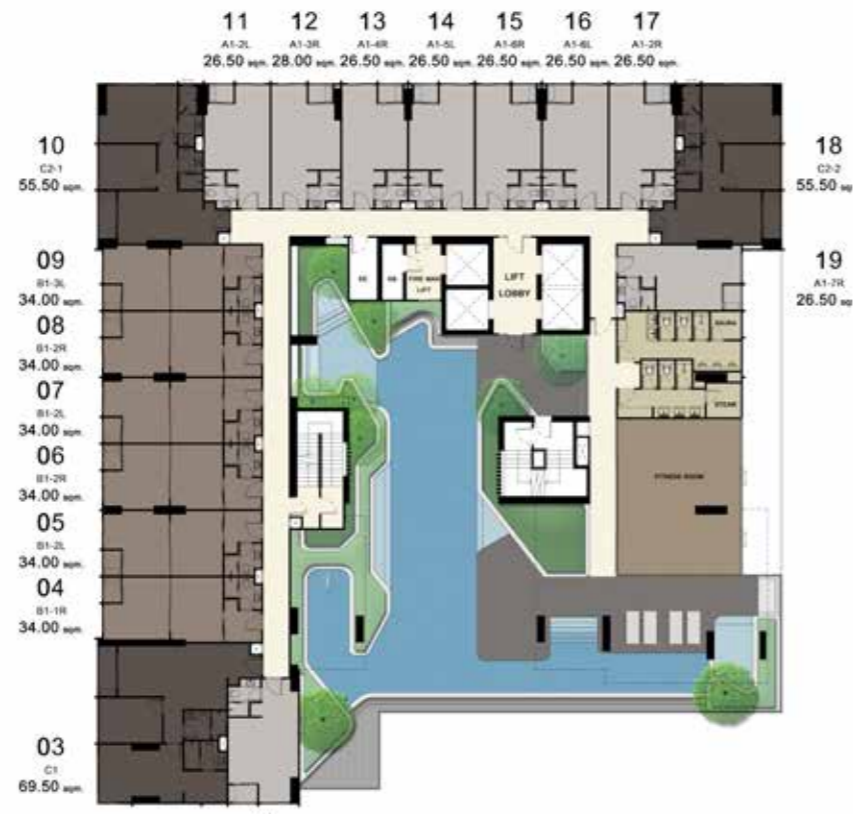 11 12 13 14 15 16 17
A1-2L A1-3R A1-4R A1-5L A1-6R A1-6L A1-2R
26.50 sqm. 28.00 sqm. 26.50 sqm. 26.50 sqm. 26.50 sqm. 26.50 sqm. 26.50 sqm.
10
C2-1
55.50 sqm.
18
C2-2
55.50 sq
09
B1-3L
34.00 sqm.
19
A1-7R
26.50 sqm.
LIFT
LOBBY
FIRE MAN
LIFT
08
B1-2R
34.00 sqm.
SAUNA
07
B1-2L
34.00 sqm.
STEAM
06
B1-2R
34.00 sqm.
FITNESS ROOM
05
B1-2L
34.00 sqm.
04
B1-1R
34.00 sqm.
03
C1
69.50 sqm.